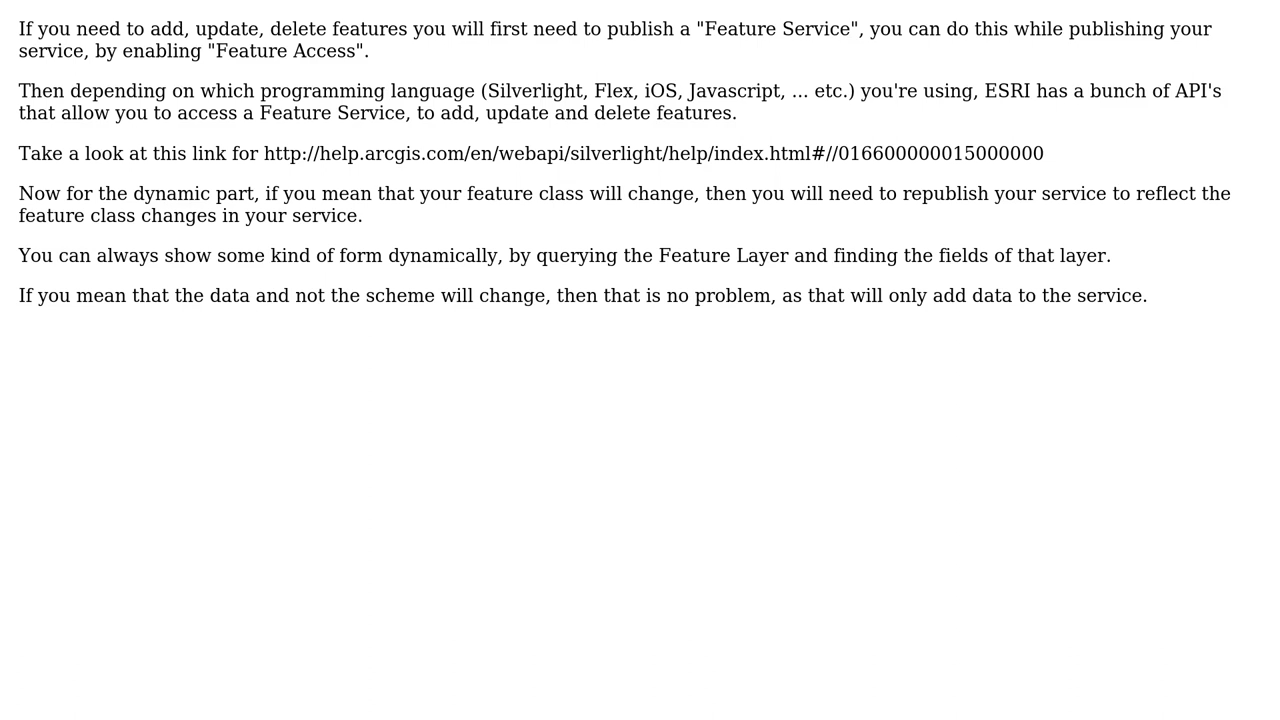 If you need to add, update, delete features you will first need to publish a "Feature Service", you can do this while publishing your
service, by enabling "Feature Access".
Then depending on which programming language (Silverlight, Flex, iOS, Javascript, ... etc.) you're using, ESRI has a bunch of API's
that allow you to access a Feature Service, to add, update and delete features.
Take a look at this link for http://help.arcgis.com/en/webapi/silverlight/help/index.html#//016600000015000000
Now for the dynamic part, if you mean that your feature class will change, then you will need to republish your service to reflect the
feature class changes in your service.
You can always show some kind of form dynamically, by querying the Feature Layer and finding the fields of that layer.
If you mean that the data and not the scheme will change, then that is no problem, as that will only add data to the service.